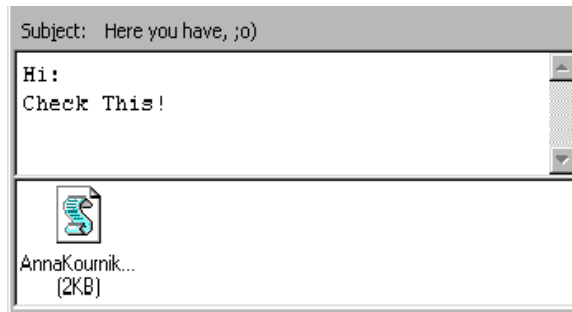 Subject: Here you have, ;o)
Hi:
Check This!
AnnaKournik...
(2KB)